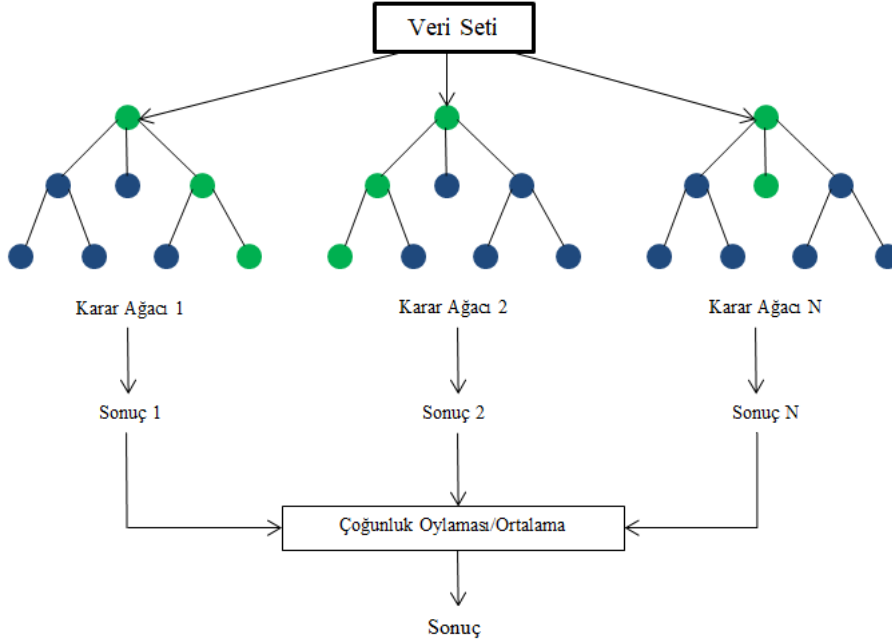 Veri Seti
Karar Ağacı 1
Karar Ağacı 2
Karar Ağacı N
Sonuç 1
Sonuç 2
Sonuç N
Çoğunluk Oylaması/Ortalama
Sonuç